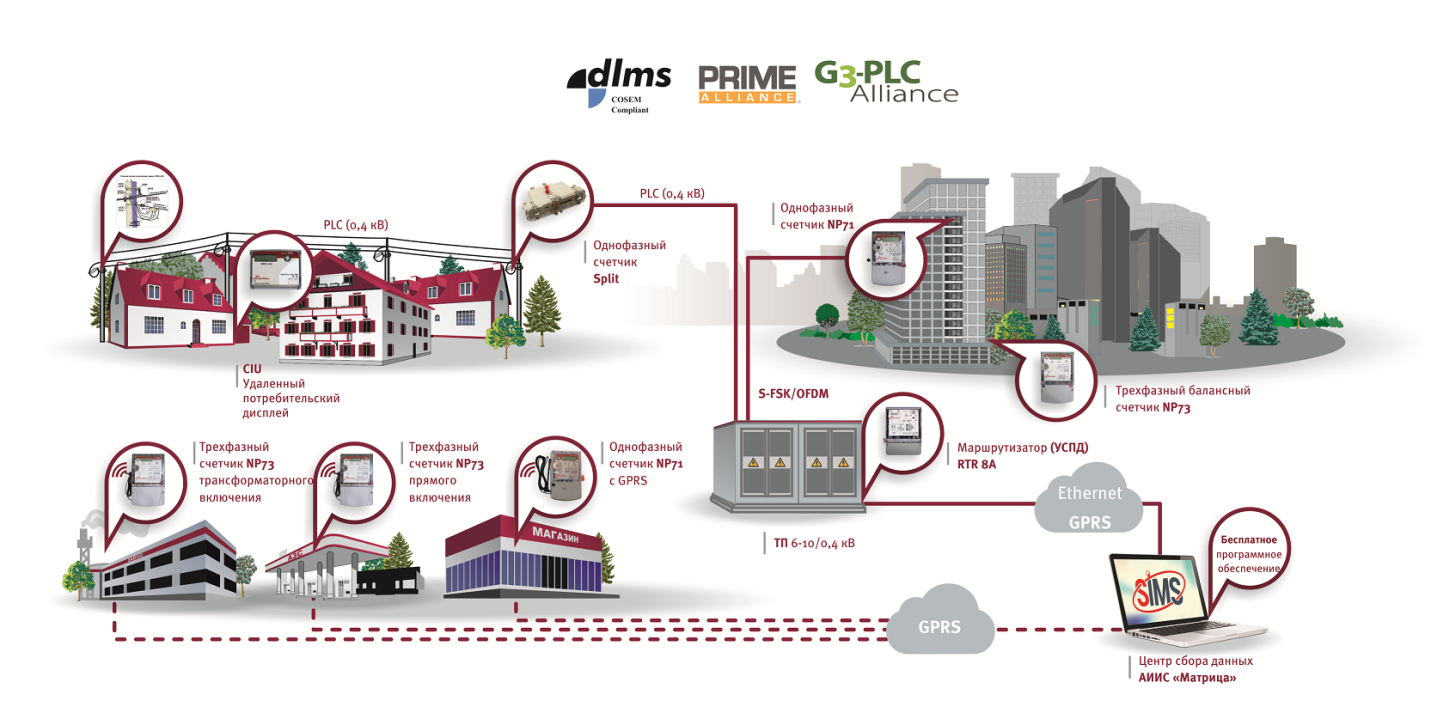 dlms
COSEM
Compliant
PRIME
ALLIANCE
G3-PLC
Alliance
PLC (0,4 кВ)
Однофазный
счетчик
Split
PLC (0,4 кВ)
Однофазный
счетчик NP71
CIU
Удаленный
потребительский
дисплей
S-FSK/OFDM
Трехфазный балансный
счетчик NP73
Маршрутизатор (УСПД)
RTR 8A
Трехфазный
счетчик NP73
трансформаторного
включения
Трехфазный
счетчик NP73
прямого
включения
Однофазный
счетчик NP71
с GPRS
Ethernet
GPRS
ТП 6-10/0,4 кВ
АЗС
МАГАЗИН
Бесплатное
программное
обеспечение
SIMS
GPRS
Центр сбора данных
АИИС «Матрица»